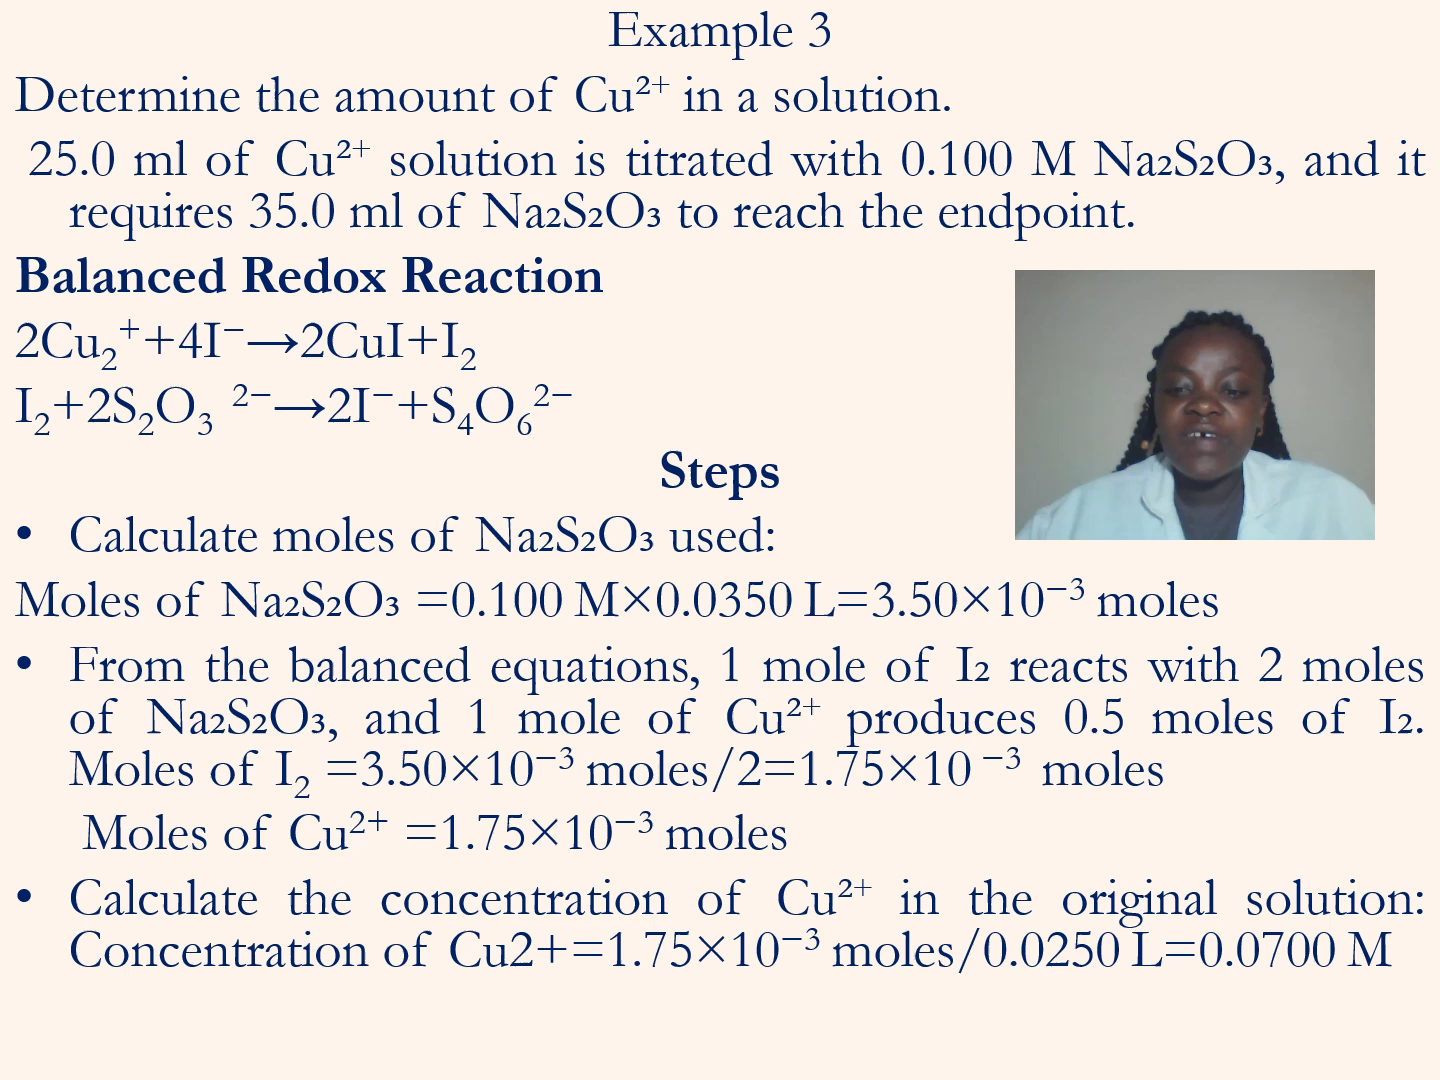 Example 3
Determine the amount of Cu²⁺ in a solution.
25.0 ml of Cu²⁺ solution is titrated with 0.100 M Na₂S₂O₃, and it
requires 35.0 ml of Na₂S₂O₃ to reach the endpoint.
Balanced Redox Reaction
2Cu₂⁺+4I⁻→2CuI+I₂
I₂+2S₂O₃ ²⁻→2I⁻+S₄O₆²⁻
Steps
• Calculate moles of Na₂S₂O₃ used:
Moles of Na₂S₂O₃ =0.100 M×0.0350 L=3.50×10⁻³ moles
• From the balanced equations, 1 mole of I₂ reacts with 2 moles
of Na₂S₂O₃, and 1 mole of Cu²⁺ produces 0.5 moles of I₂.
Moles of I₂ =3.50×10⁻³ moles/2=1.75×10 ⁻³ moles
Moles of Cu²⁺ =1.75×10⁻³ moles
• Calculate the concentration of Cu²⁺ in the original solution:
Concentration of Cu2+=1.75×10⁻³ moles/0.0250 L=0.0700 M